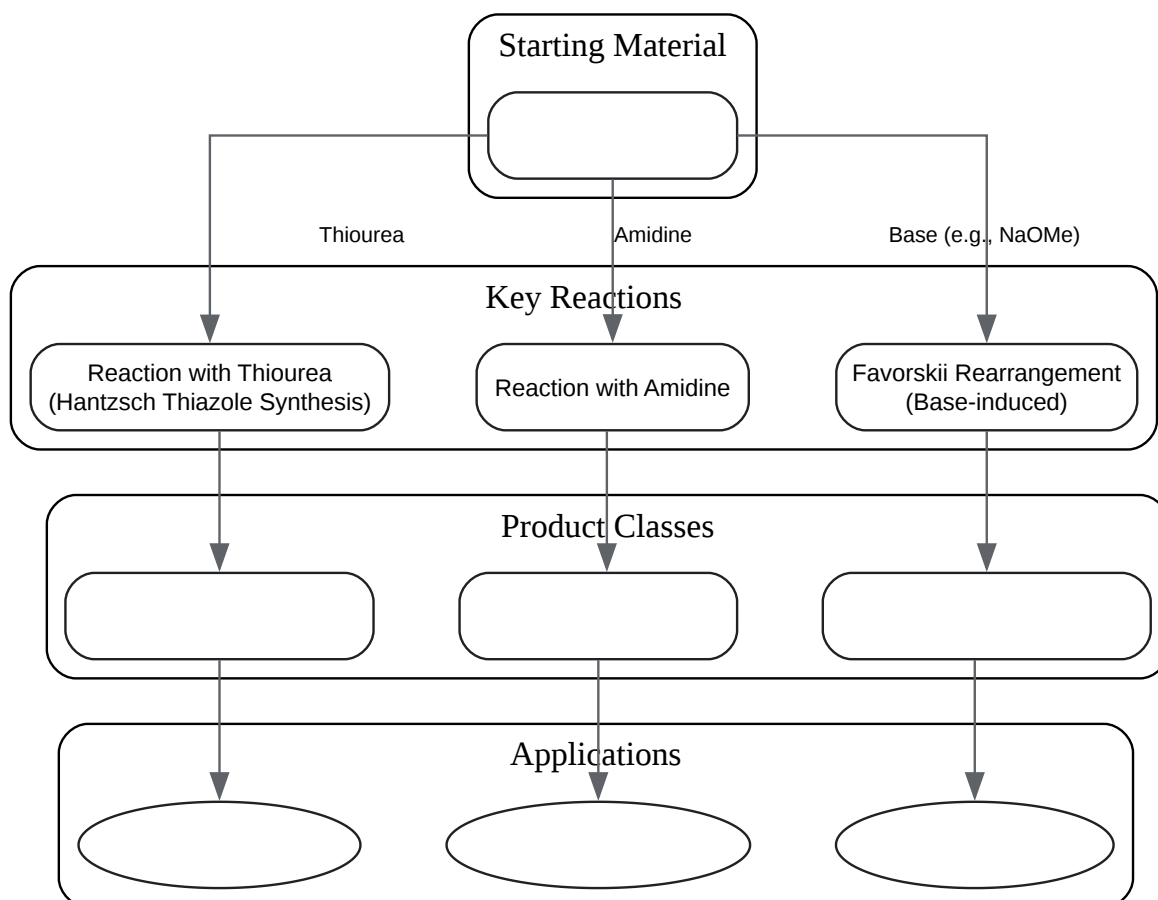 Starting Material
Thiourea
Amidine
Base (e.g., NaOMe)
Key Reactions
Reaction with Thiourea
(Hantzsch Thiazole Synthesis)
Reaction with Amidine
Favorskii Rearrangement
(Base-induced)
Product Classes
Applications